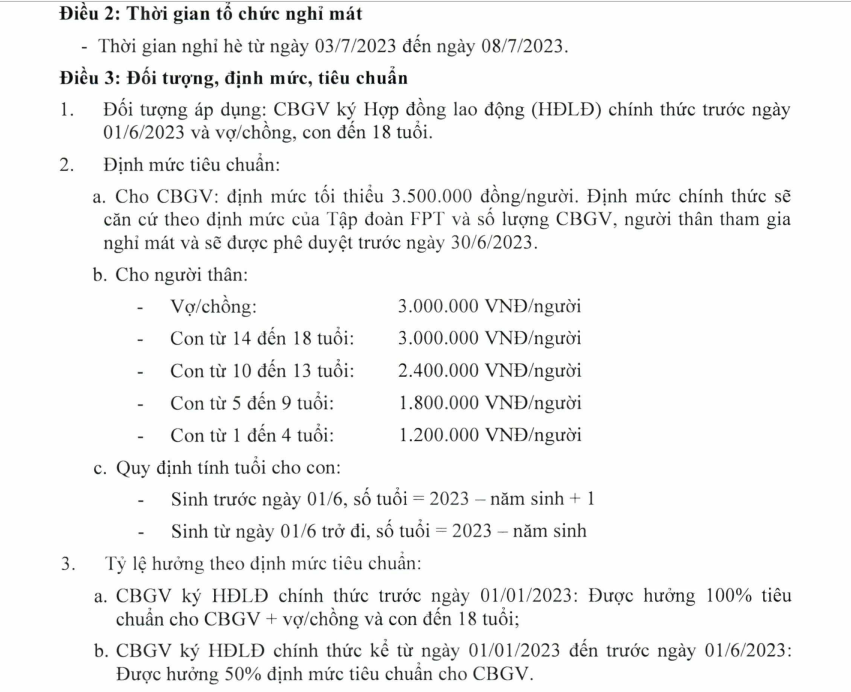 Điều 2: Thời gian tổ chức nghỉ mát
- Thời gian nghỉ hè từ ngày 03/7/2023 đến ngày 08/7/2023.
Điều 3: Đối tượng, định mức, tiêu chuẩn
1. Đối tượng áp dụng: CBGV ký Hợp đồng lao động (HĐLĐ) chính thức trước ngày
01/6/2023 và vợ/chồng, con đến 18 tuổi.
2. Định mức tiêu chuẩn:
a. Cho CBGV: định mức tối thiểu 3.500.000 đồng/người. Định mức chính thức sẽ
căn cứ theo định mức của Tập đoàn FPT và số lượng CBGV, người thân tham gia
nghỉ mát và sẽ được phê duyệt trước ngày 30/6/2023.
b. Cho người thân:
- Vợ/chồng: 3.000.000 VNĐ/người
- Con từ 14 đến 18 tuổi: 3.000.000 VNĐ/người
- Con từ 10 đến 13 tuổi: 2.400.000 VNĐ/người
- Con từ 5 đến 9 tuổi: 1.800.000 VNĐ/người
- Con từ 1 đến 4 tuổi: 1.200.000 VNĐ/người
c. Quy định tính tuổi cho con:
- Sinh trước ngày 01/6, số tuổi = 2023 – năm sinh + 1
- Sinh từ ngày 01/6 trở đi, số tuổi = 2023 – năm sinh
3. Tỷ lệ hưởng theo định mức tiêu chuẩn:
a. CBGV ký HĐLĐ chính thức trước ngày 01/01/2023: Được hưởng 100% tiêu
chuẩn cho CBGV + vợ/chồng và con đến 18 tuổi;
b. CBGV ký HĐLĐ chính thức kể từ ngày 01/01/2023 đến trước ngày 01/6/2023:
Được hưởng 50% định mức tiêu chuẩn cho CBGV.